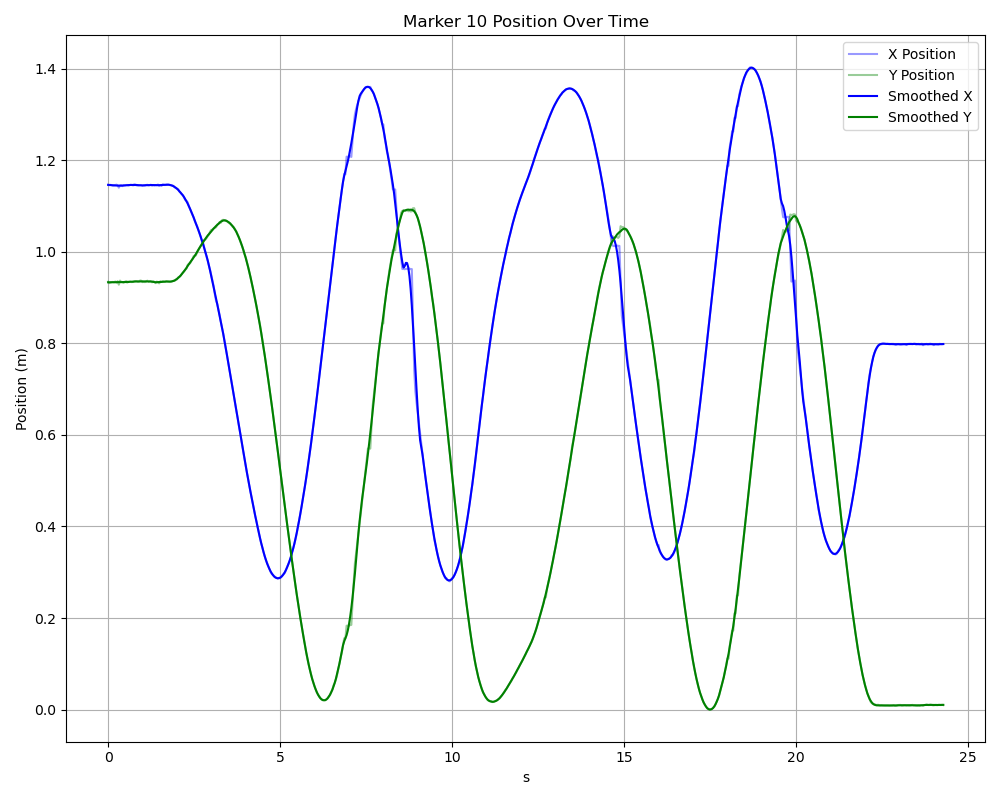 Marker 10 Position Over Time
X Position
Y Position
Smoothed X
Smoothed Y
Position (m)
1.4
1.2
1.0
0.8
0.6
0.4
0.2
0.0
0 5 10 15 20 25
s